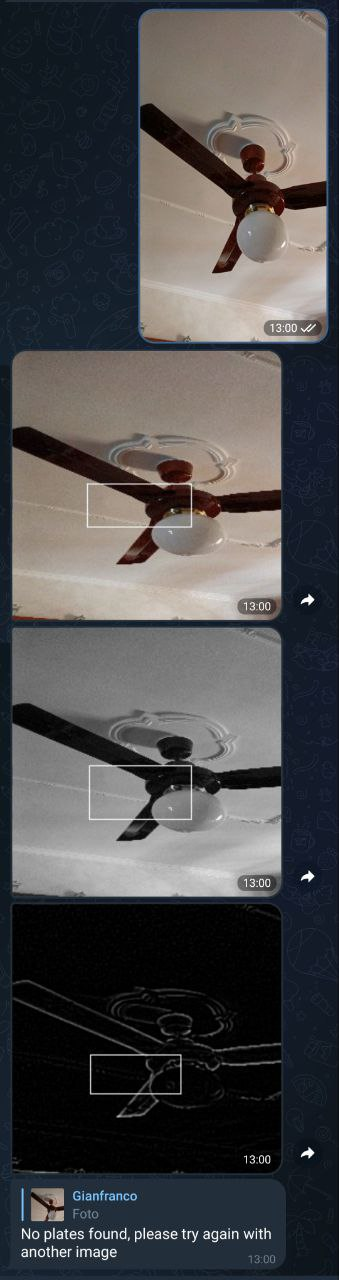 13:00
13:00
13:00
13:00
Gianfranco
Foto
No plates found, please try again with
another image
13:00